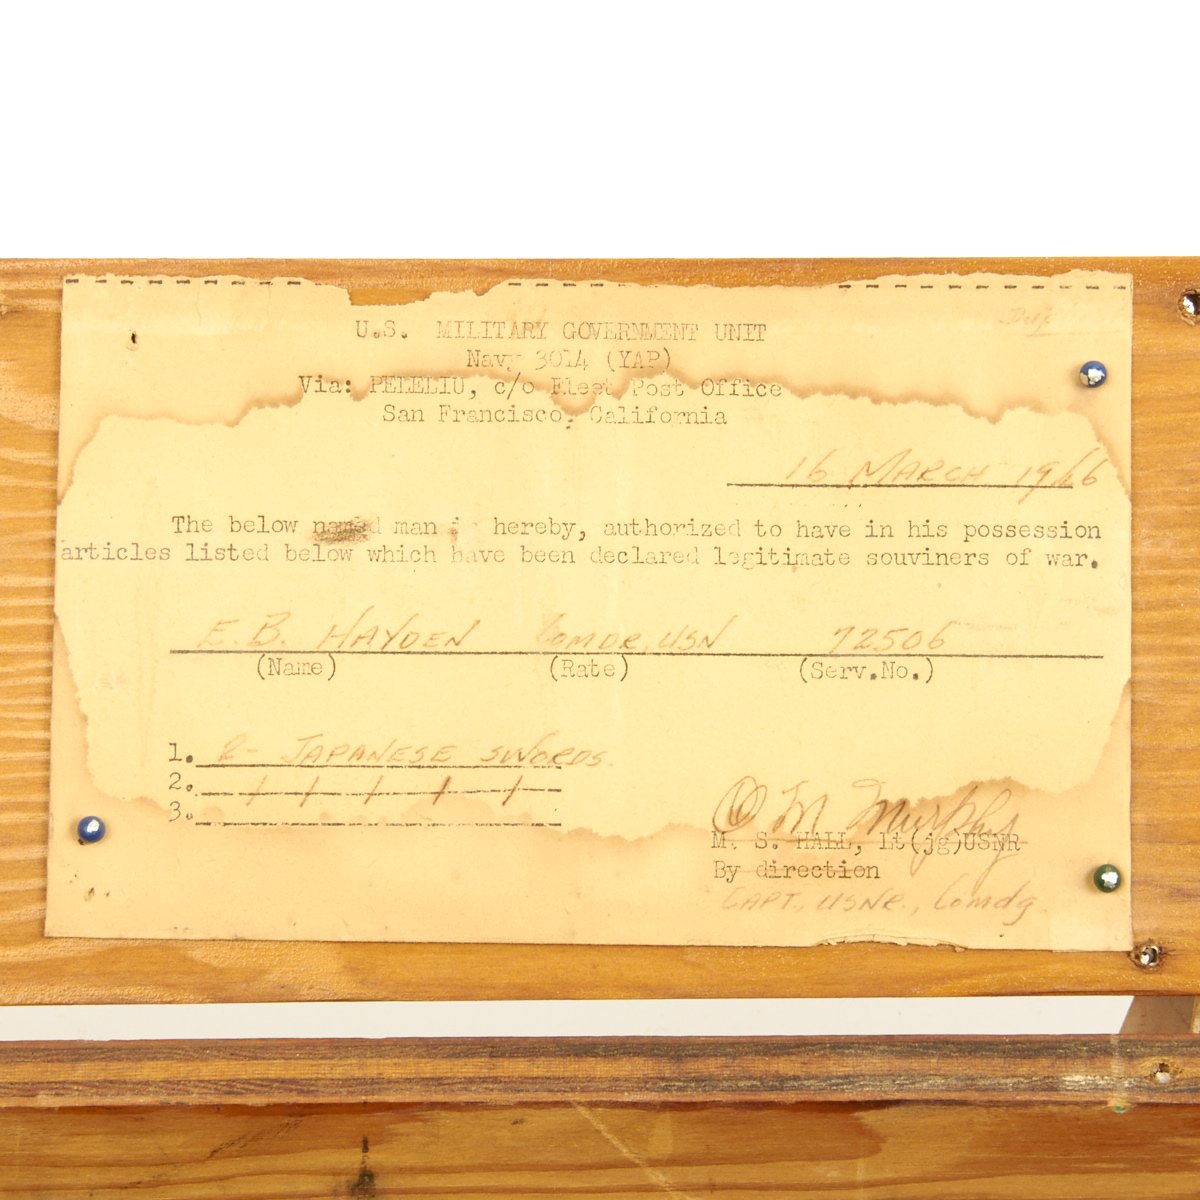 U.S. MILITARY GOVERNMENT UNIT
Navy 3014 (YAP)
Via: PELELIU, c/o Fleet Post Office
San Francisco, California
16 MARCH 1946
The below named man is hereby, authorized to have in his possession
articles listed below which have been declared legitimate souviners of war.
E. B. HAYDEN Comdr, USN 72506
(Name) (Rate) (Serv.No.)
1. 2- JAPANESE SWORDS.
2.
3.
O M Murphy
M. S. HALL, Lt(jg)USNR
By direction
CAPT., USNR., Comdg.